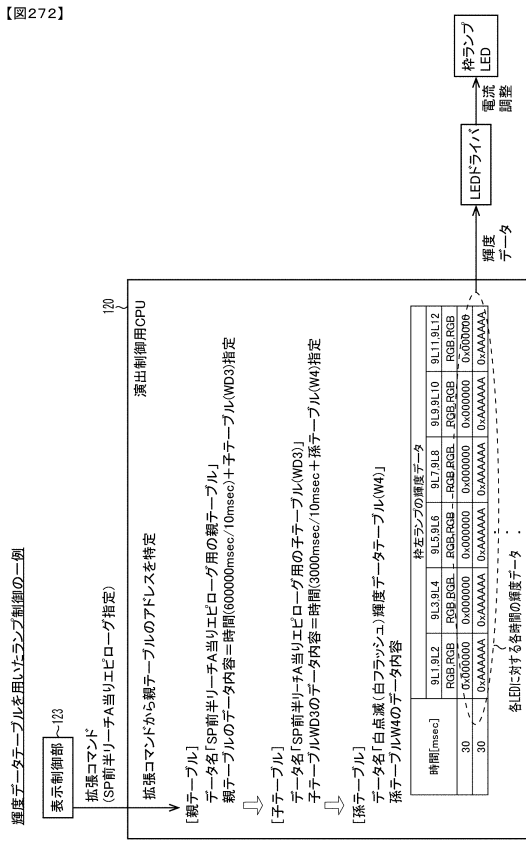 【図272】
輝度データテーブルを用いたランプ制御の一例
表示制御部
123
拡張コマンド
(SP前半リーチA当りエピローグ指定)
120
演出制御用CPU
拡張コマンドから親テーブルのアドレスを特定
[親テーブル]
データ名「SP前半リーチA当りエピローグ用の親テーブル」
親テーブルのデータ内容=時間(600000msec/10msec)+子テーブル(WD3)指定
[子テーブル]
データ名「SP前半リーチA当りエピローグ用の子テーブル(WD3)」
子テーブルWD3のデータ内容=時間(3000msec/10msec+孫テーブル(W4)指定
[孫テーブル]
データ名「白点滅(白フラッシュ)輝度データテーブル(W4)」
孫テーブルW4のデータ内容
枠左ランプの輝度データ
時間[msec] 9L1,9L2 9L3,9L4 9L5,9L6 9L7,9L8 9L9,9L10 9L11,9L12
RGB,RGB RGB,RGB RGB,RGB RGB,RGB RGB,RGB RGB,RGB
30 0x000000 0x000000 0x000000 0x000000 0x000000 0x000000
30 0xAAAAAA 0xAAAAAA 0xAAAAAA 0xAAAAAA 0xAAAAAA 0xAAAAAA
各LEDに対する各時間の輝度データ
輝度
データ
LEDドライバ
電流
調整
枠ランプ
LED